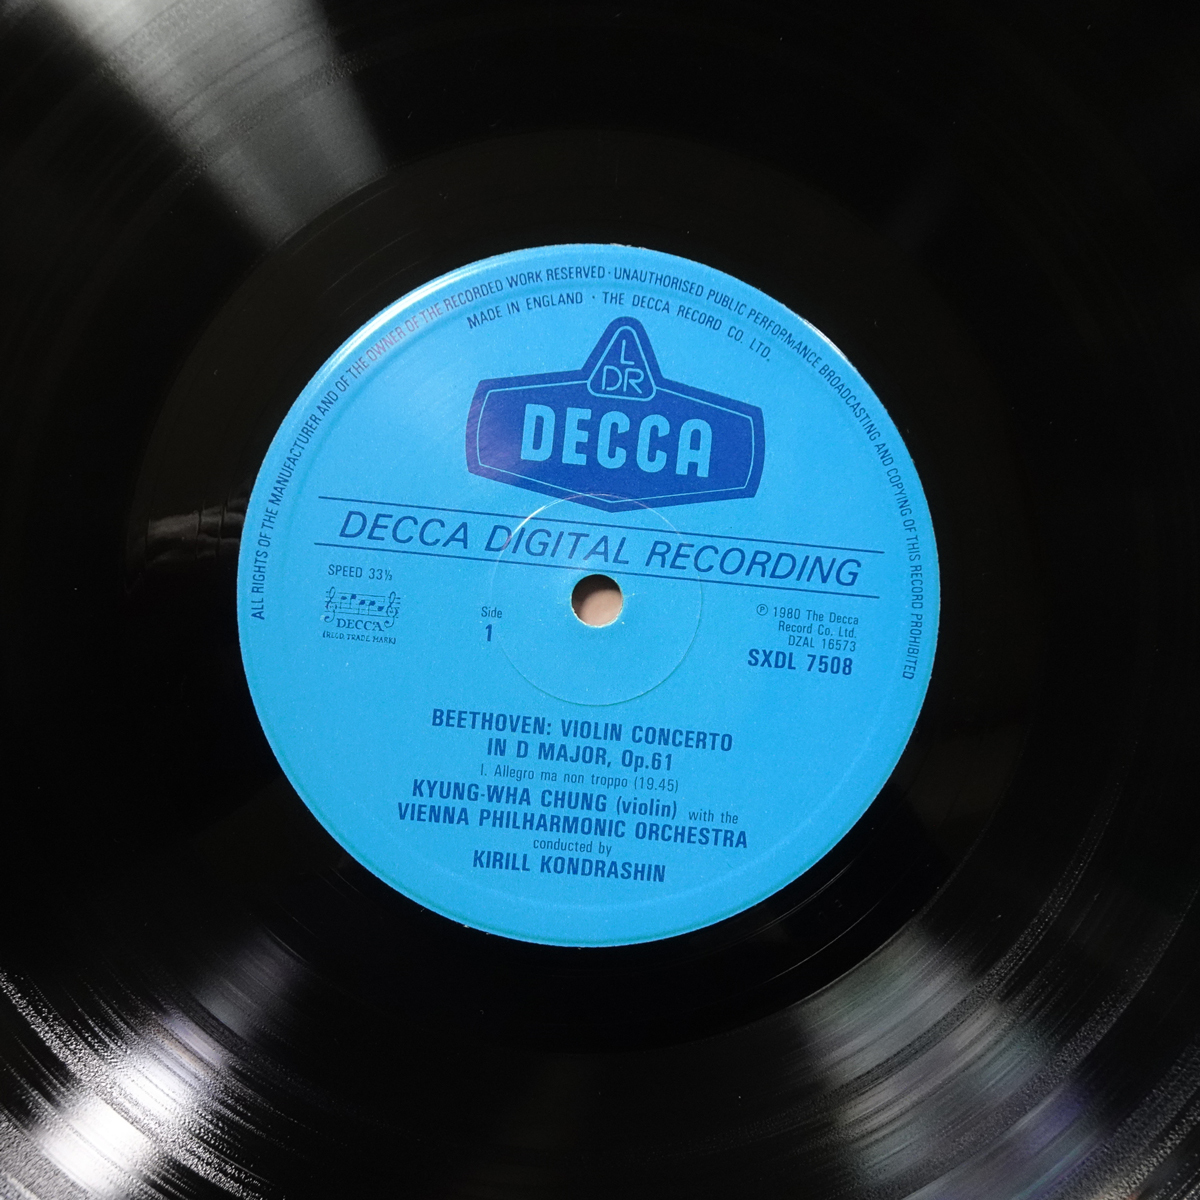 ALL RIGHTS OF THE MANUFACTURER AND OF THE OWNER OF THE RECORDED WORK RESERVED · UNAUTHORISED PUBLIC PERFORMANCE BROADCASTING AND COPYING OF THIS RECORD PROHIBITED
MADE IN ENGLAND · THE DECCA RECORD CO. LTD.
L
DR
DECCA
DECCA DIGITAL RECORDING
SPEED 33⅓
DECCA
(REGD. TRADE MARK)
Side
1
℗ 1980 The Decca
Record Co. Ltd.
DZAL 16573
SXDL 7508
BEETHOVEN: VIOLIN CONCERTO
IN D MAJOR, Op.61
I. Allegro ma non troppo (19.45)
KYUNG-WHA CHUNG (violin) with the
VIENNA PHILHARMONIC ORCHESTRA
conducted by
KIRILL KONDRASHIN